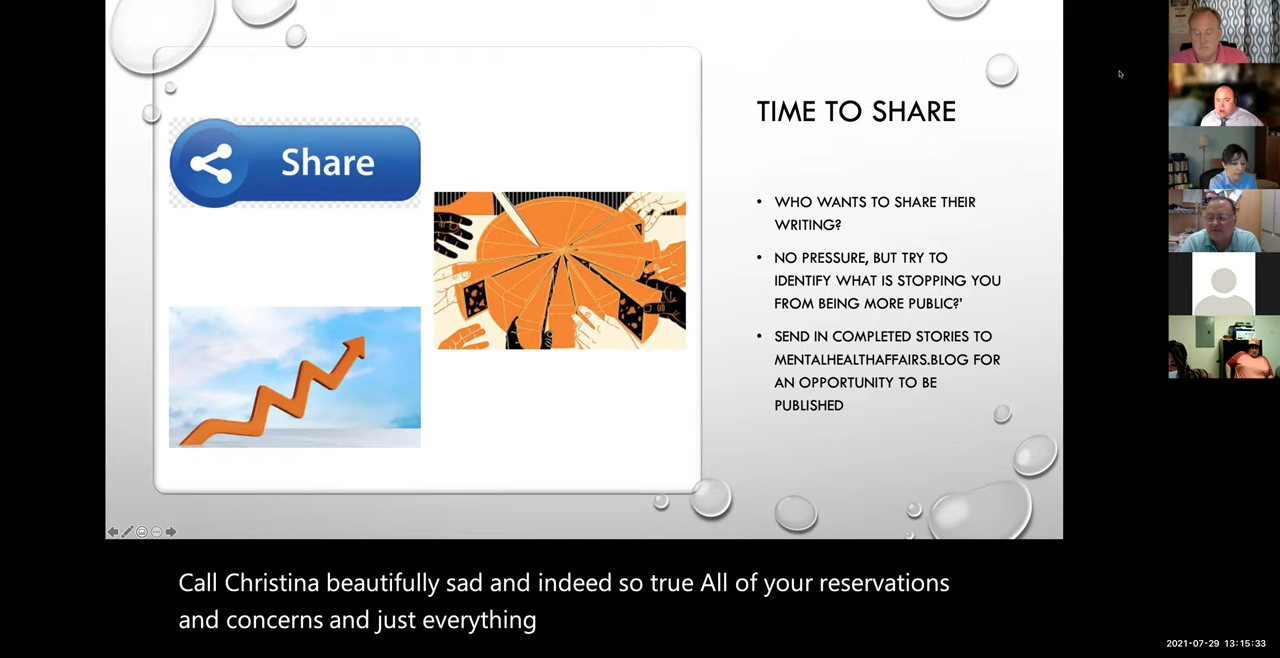 Share
TIME TO SHARE
• WHO WANTS TO SHARE THEIR
WRITING?
• NO PRESSURE, BUT TRY TO
IDENTIFY WHAT IS STOPPING YOU
FROM BEING MORE PUBLIC?'
• SEND IN COMPLETED STORIES TO
MENTALHEALTHAFFAIRS.BLOG FOR
AN OPPORTUNITY TO BE
PUBLISHED
Call Christina beautifully sad and indeed so true All of your reservations
and concerns and just everything
2021-07-29 13:15:33